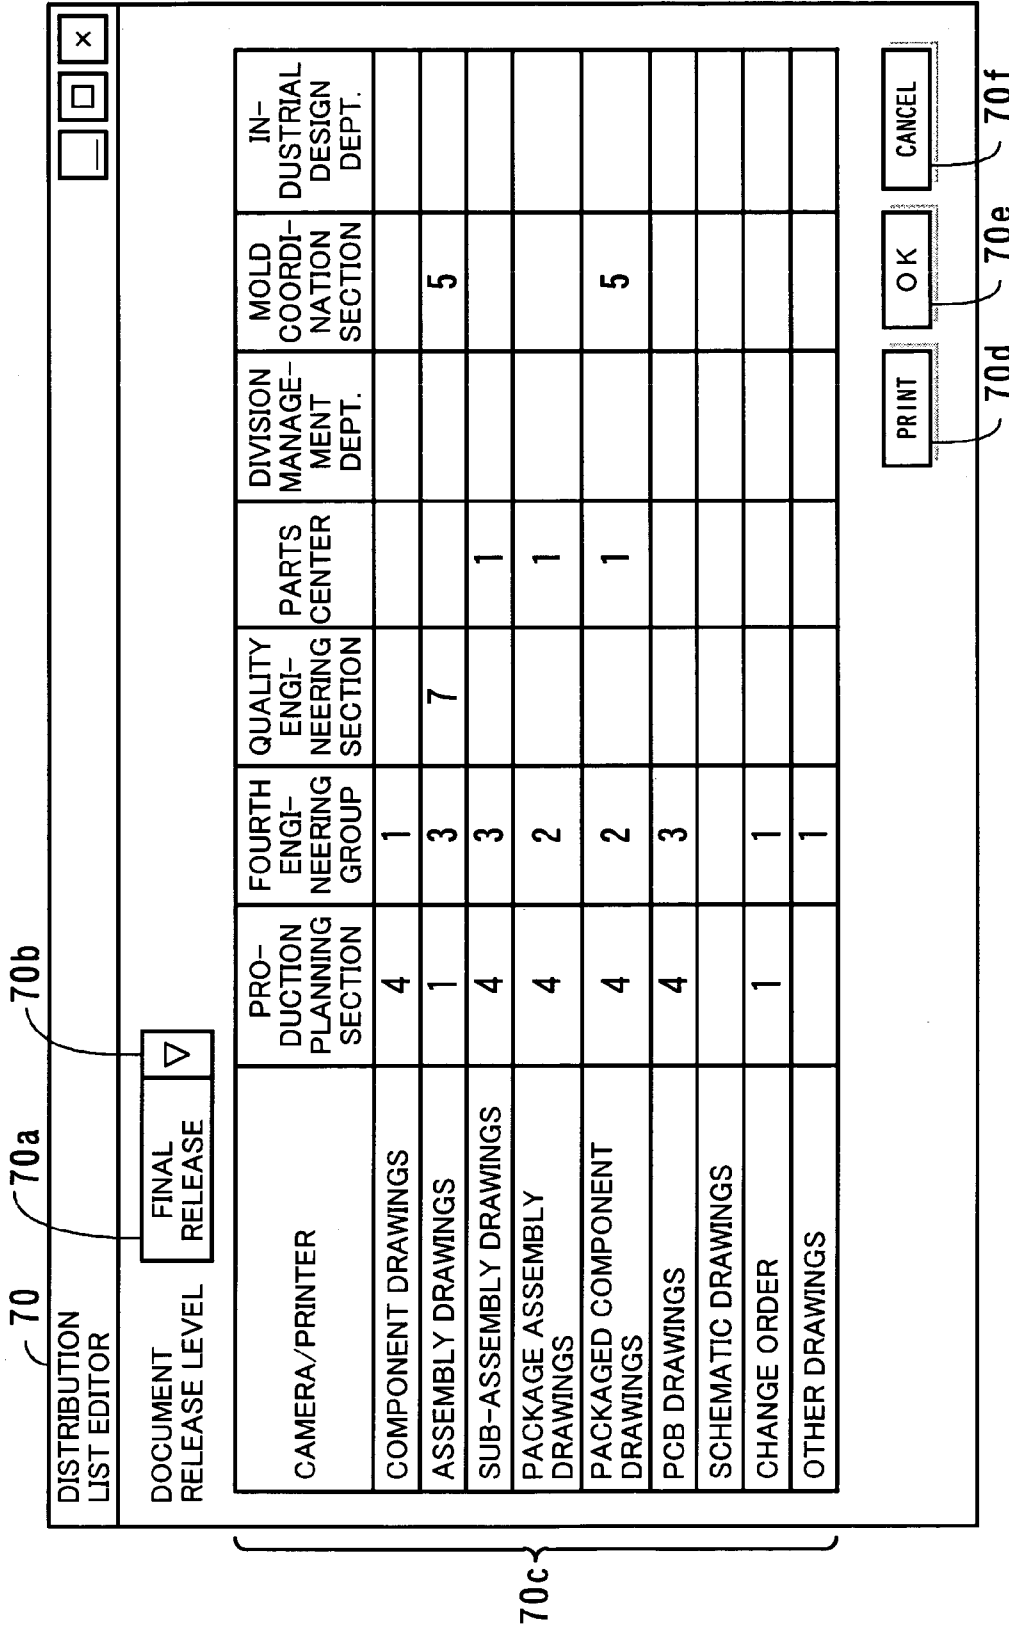 70
70a
70b
DISTRIBUTION
LIST EDITOR
_ □ ×
DOCUMENT
RELEASE LEVEL
FINAL
RELEASE
▽
CAMERA/PRINTER
PRO-
DUCTION
PLANNING
SECTION
FOURTH
ENGI-
NEERING
GROUP
QUALITY
ENGI-
NEERING
SECTION
PARTS
CENTER
DIVISION
MANAGE-
MENT
DEPT.
MOLD
COORDI-
NATION
SECTION
IN-
DUSTRIAL
DESIGN
DEPT.
COMPONENT DRAWINGS 4 1
ASSEMBLY DRAWINGS 1 3 7 5
SUB-ASSEMBLY DRAWINGS 4 3 1
PACKAGE ASSEMBLY
DRAWINGS
4 2 1
PACKAGED COMPONENT
DRAWINGS
4 2 1 5
PCB DRAWINGS 4 3
SCHEMATIC DRAWINGS
CHANGE ORDER 1 1
OTHER DRAWINGS 1
70c
PRINT
OK
CANCEL
70d
70e
70f